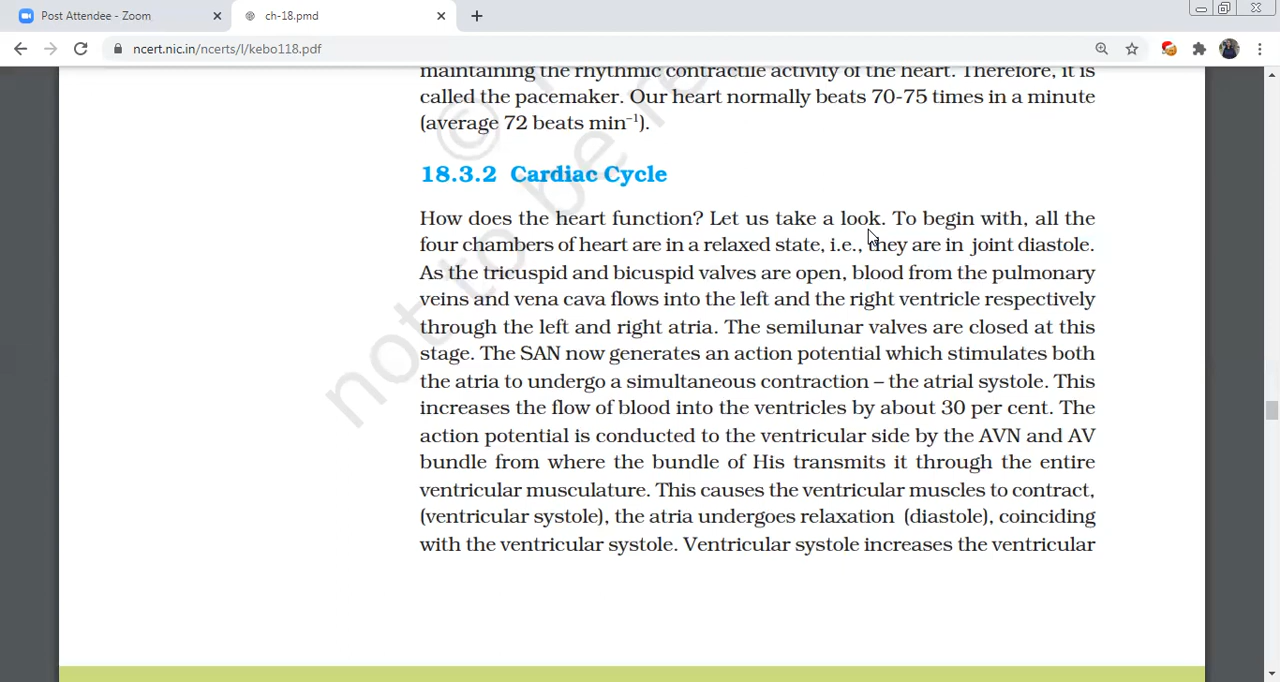 Post Attendee - Zoom
ch-18.pmd
ncert.nic.in/ncerts/l/kebo118.pdf
maintaining the rhythmic contractile activity of the heart. Therefore, it is
called the pacemaker. Our heart normally beats 70-75 times in a minute
(average 72 beats min⁻¹).
18.3.2 Cardiac Cycle
How does the heart function? Let us take a look. To begin with, all the
four chambers of heart are in a relaxed state, i.e., they are in joint diastole.
As the tricuspid and bicuspid valves are open, blood from the pulmonary
veins and vena cava flows into the left and the right ventricle respectively
through the left and right atria. The semilunar valves are closed at this
stage. The SAN now generates an action potential which stimulates both
the atria to undergo a simultaneous contraction – the atrial systole. This
increases the flow of blood into the ventricles by about 30 per cent. The
action potential is conducted to the ventricular side by the AVN and AV
bundle from where the bundle of His transmits it through the entire
ventricular musculature. This causes the ventricular muscles to contract,
(ventricular systole), the atria undergoes relaxation (diastole), coinciding
with the ventricular systole. Ventricular systole increases the ventricular
©
not to be re